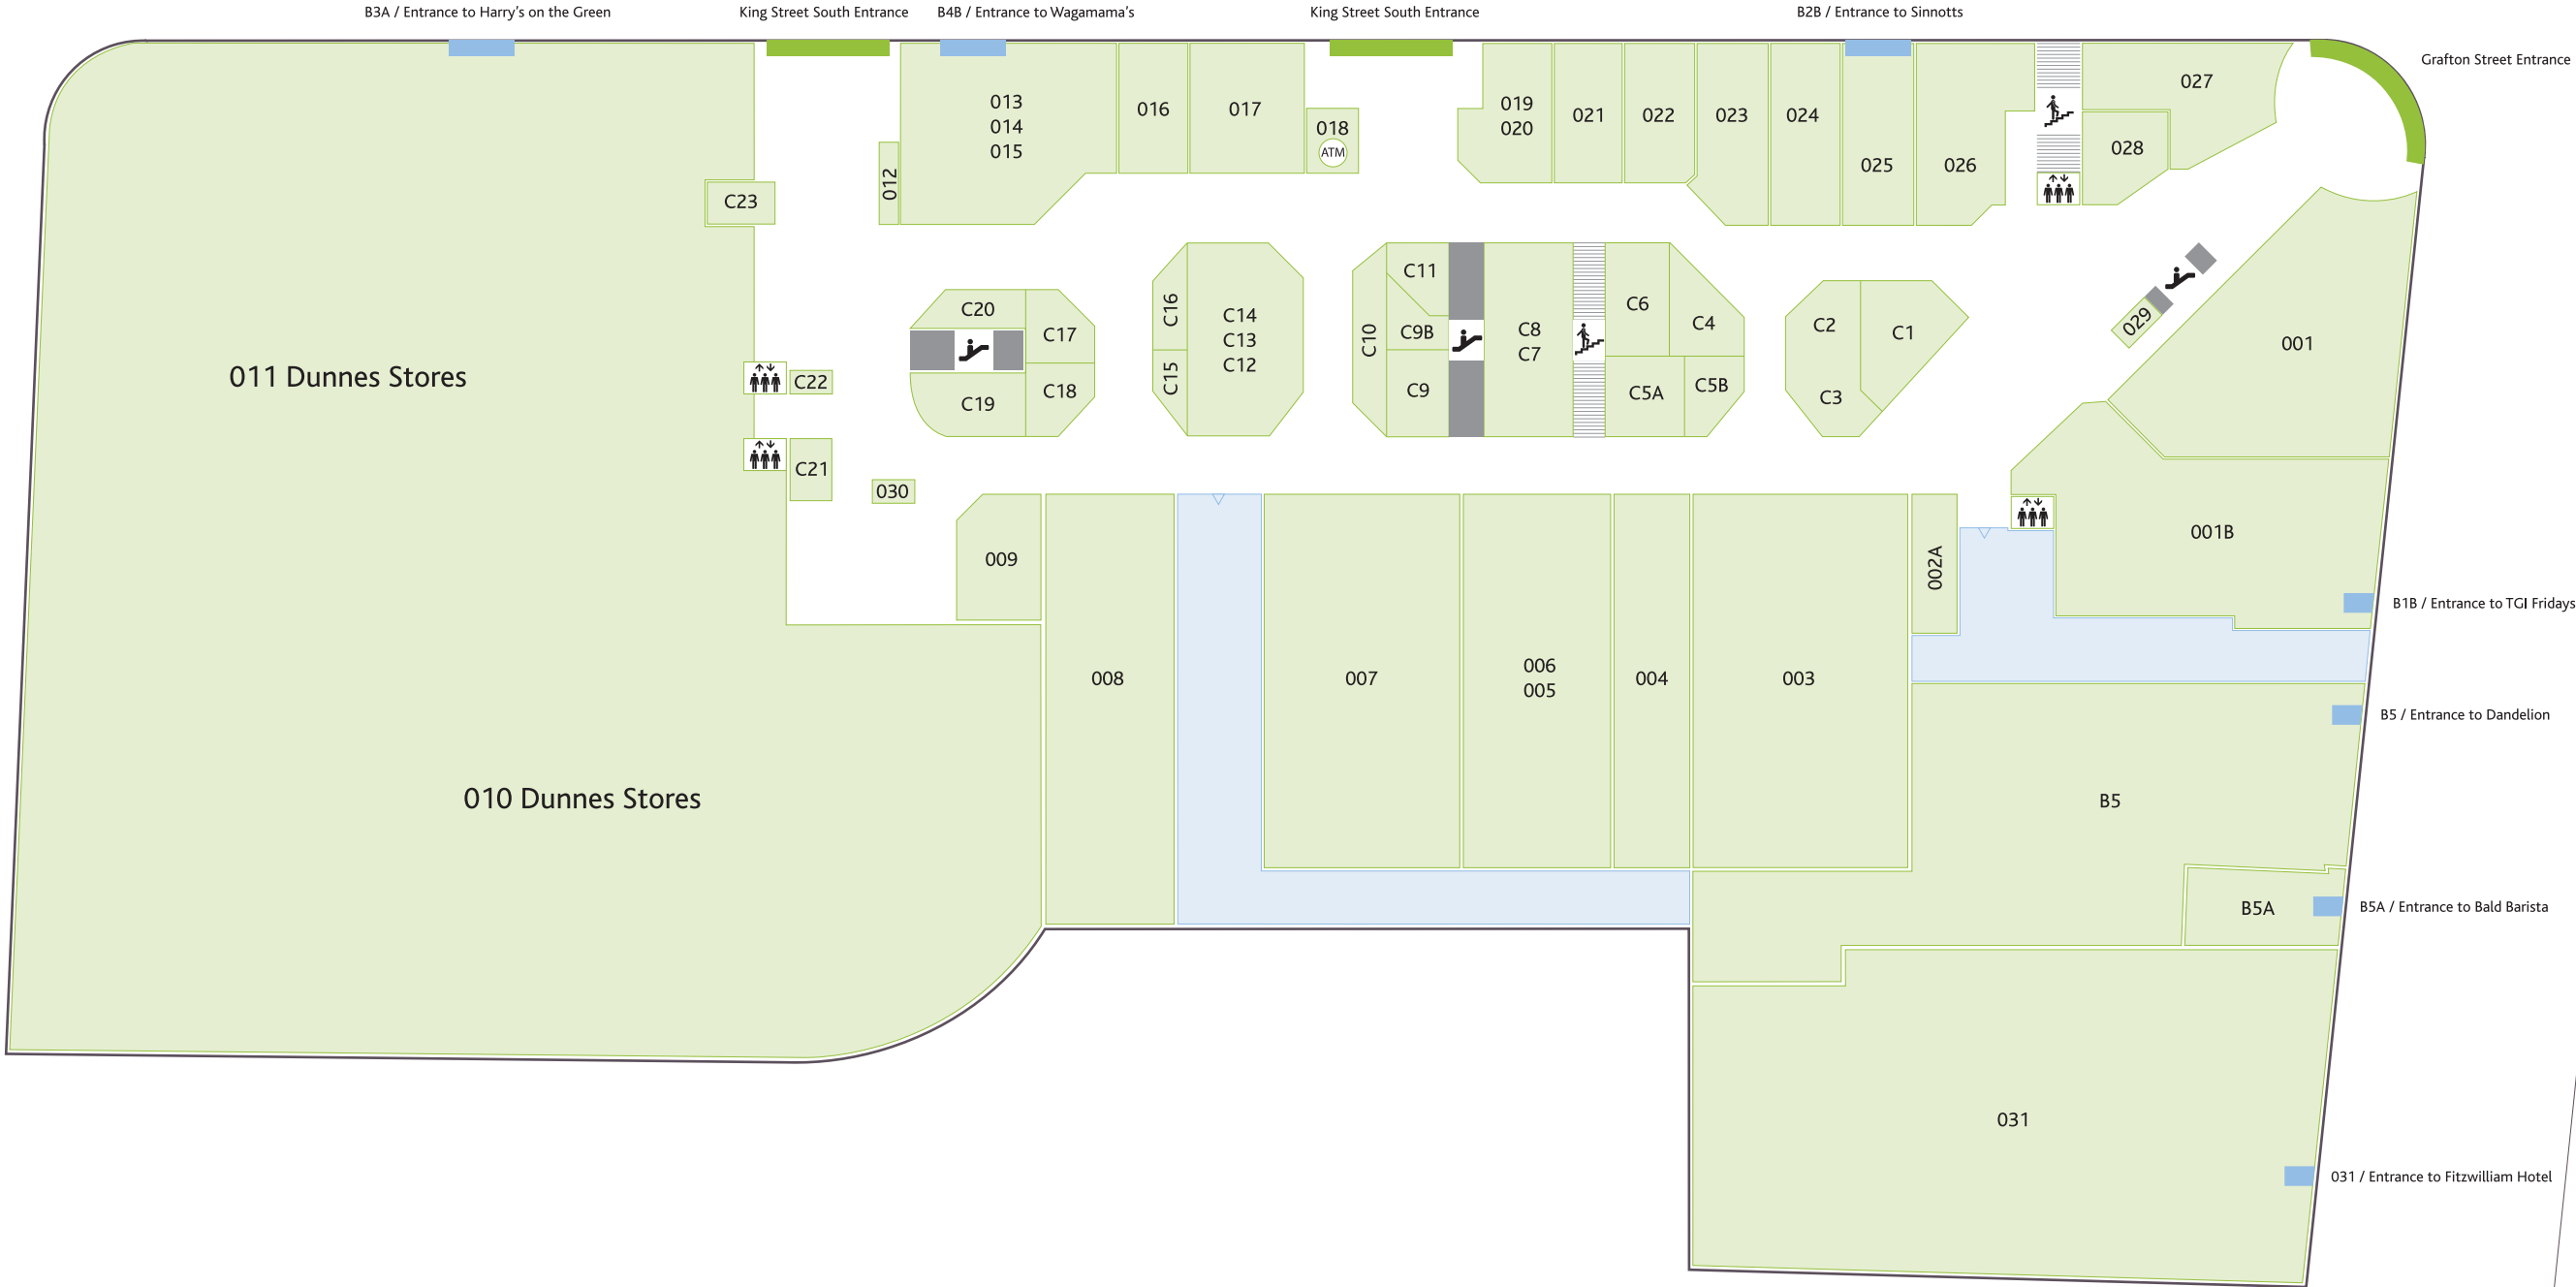 B3A / Entrance to Harry's on the Green
King Street South Entrance
B4B / Entrance to Wagamama's
King Street South Entrance
B2B / Entrance to Sinnotts
Grafton Street Entrance
027
013
014
015
016
017
018
ATM
019
020
021
022
023
024
025
026
028
012
C23
C20
C17
C16
C14
C13
C12
C11
C10
C9B
C8
C7
C6
C4
C2
C1
029
001
011 Dunnes Stores
C22
C19
C18
C15
C9
C5A
C5B
C3
C21
030
009
002A
001B
B1B / Entrance to TGI Fridays
008
007
006
005
004
003
B5 / Entrance to Dandelion
010 Dunnes Stores
B5
B5A
B5A / Entrance to Bald Barista
031
031 / Entrance to Fitzwilliam Hotel